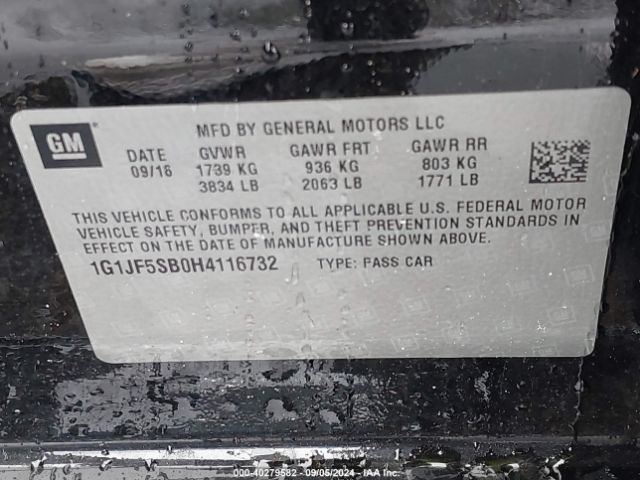 GM
MFD BY GENERAL MOTORS LLC
DATE GVWR GAWR FRT GAWR RR
09/16 1739 KG 936 KG 803 KG
3834 LB 2063 LB 1771 LB
THIS VEHICLE CONFORMS TO ALL APPLICABLE U.S. FEDERAL MOTOR
VEHICLE SAFETY, BUMPER, AND THEFT PREVENTION STANDARDS IN
EFFECT ON THE DATE OF MANUFACTURE SHOWN ABOVE.
1G1JF5SB0H4116732 TYPE: PASS CAR
000-40279582 - 09/05/2024 - IAA Inc.